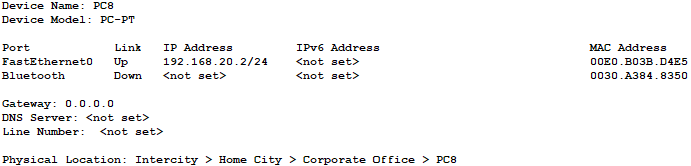 Device Name: PC8
Device Model: PC-PT
Port Link IP Address IPv6 Address MAC Address
FastEthernet0 Up 192.168.20.2/24 <not set> 00E0.B03B.D4E5
Bluetooth Down <not set> <not set> 0030.A384.8350
Gateway: 0.0.0.0
DNS Server: <not set>
Line Number: <not set>
Physical Location: Intercity > Home City > Corporate Office > PC8